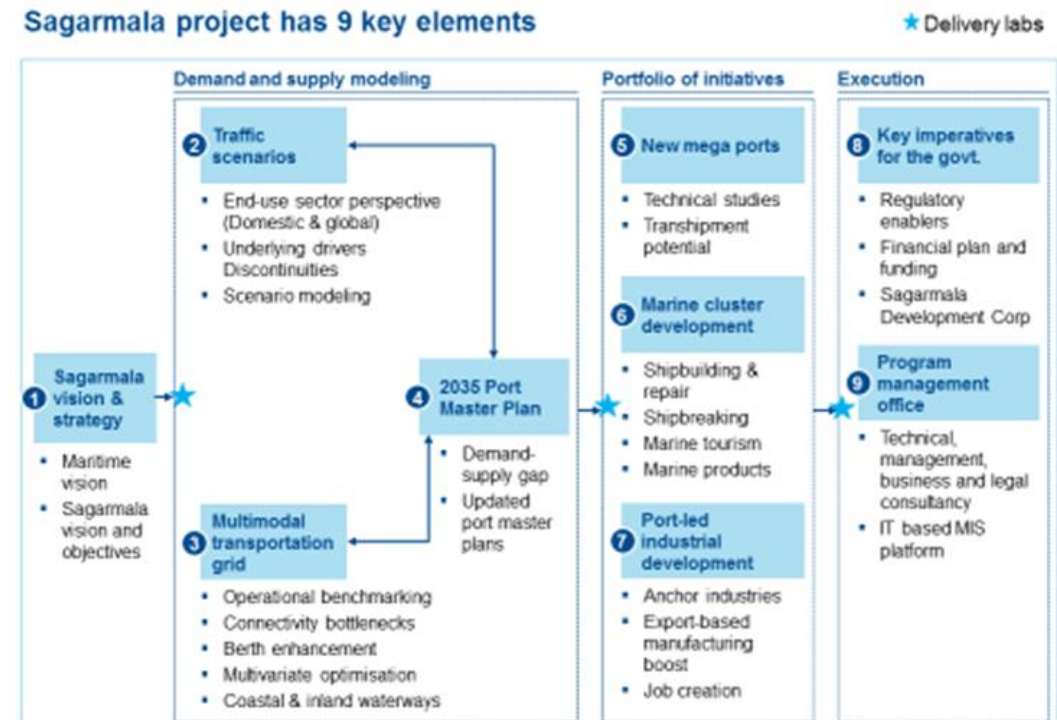 Sagarmala project has 9 key elements
★ Delivery labs
Demand and supply modeling
Portfolio of initiatives
Execution
1
Sagarmala
vision &
strategy
▪ Maritime
vision
▪ Sagarmala
vision and
objectives
2
Traffic
scenarios
▪ End-use sector perspective
(Domestic & global)
▪ Underlying drivers
Discontinuities
▪ Scenario modeling
3
Multimodal
transportation
grid
▪ Operational benchmarking
▪ Connectivity bottlenecks
▪ Berth enhancement
▪ Multivariate optimisation
▪ Coastal & inland waterways
4
2035 Port
Master Plan
▪ Demand-
supply gap
▪ Updated
port master
plans
5
New mega ports
▪ Technical studies
▪ Transhipment
potential
6
Marine cluster
development
▪ Shipbuilding &
repair
▪ Shipbreaking
▪ Marine tourism
▪ Marine products
7
Port-led
industrial
development
▪ Anchor industries
▪ Export-based
manufacturing
boost
▪ Job creation
8
Key imperatives
for the govt.
▪ Regulatory
enablers
▪ Financial plan and
funding
▪ Sagarmala
Development Corp
9
Program
management
office
▪ Technical,
management,
business and legal
consultancy
▪ IT based MIS
platform